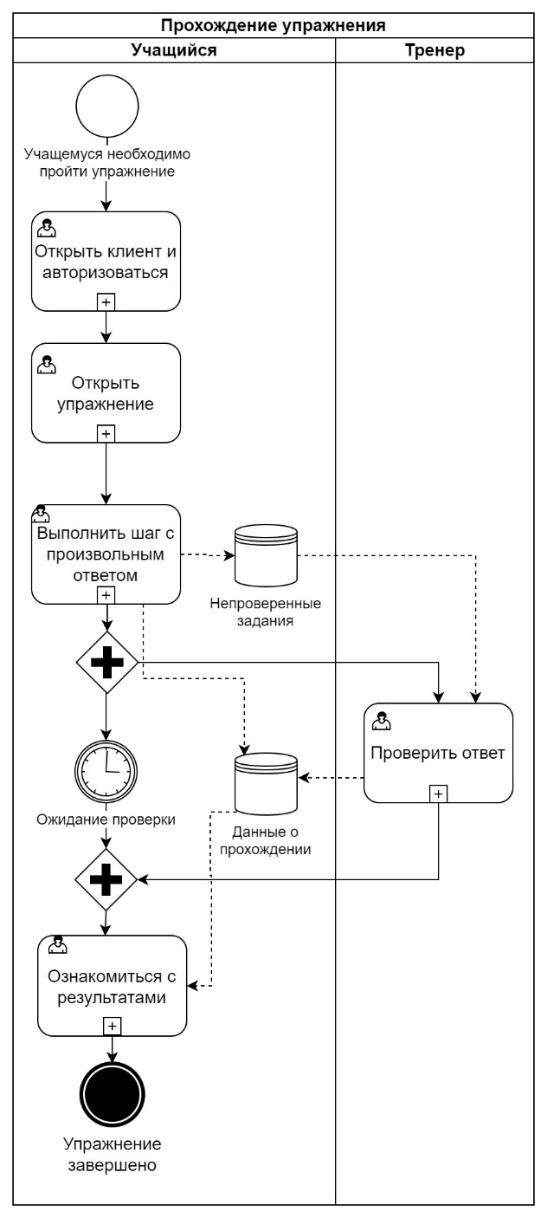 Прохождение упражнения
Учащийся
Тренер
Учащемуся необходимо
пройти упражнение
Открыть клиент и
авторизоваться
Открыть
упражнение
Выполнить шаг с
произвольным
ответом
Непроверенные
задания
Проверить ответ
Ожидание проверки
Данные о
прохождении
Ознакомиться с
результатами
Упражнение
завершено